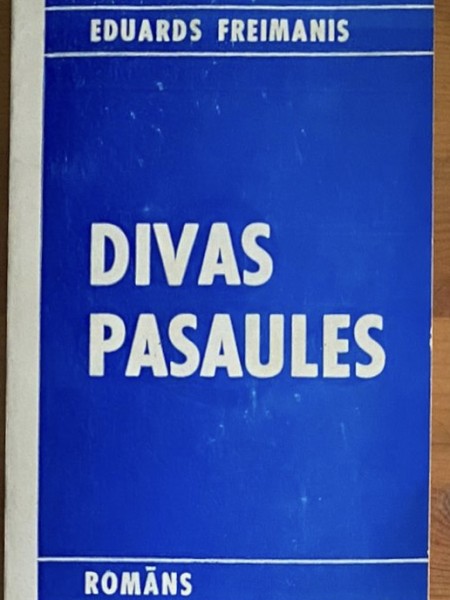 EDUARDS FREIMANIS
DIVAS
PASAULES
ROMĀNS